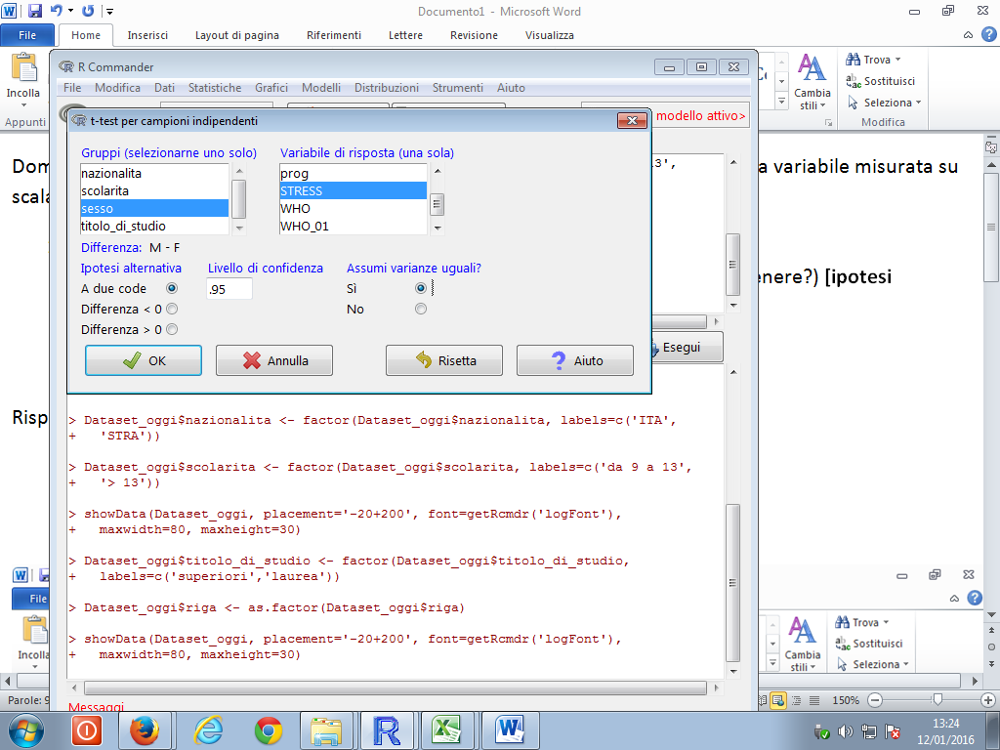 Documento1 - Microsoft Word
File Home Inserisci Layout di pagina Riferimenti Lettere Revisione Visualizza
Incolla
Appunti
Cambia
stili
Trova
Sostituisci
Seleziona
Modifica
R Commander
File Modifica Dati Statistiche Grafici Modelli Distribuzioni Strumenti Aiuto
modello attivo>
t-test per campioni indipendenti
Gruppi (selezionarne uno solo) Variabile di risposta (una sola)
nazionalita prog
scolarita STRESS
sesso WHO
titolo_di_studio WHO_01
Differenza: M - F
Ipotesi alternativa Livello di confidenza Assumi varianze uguali?
A due code .95 Sì
Differenza < 0 No
Differenza > 0
OK Annulla Risetta Aiuto
Esegui
13',
Dom
a variabile misurata su
scala
enere?) [ipotesi
Risp
> Dataset_oggi$nazionalita <- factor(Dataset_oggi$nazionalita, labels=c('ITA',
+ 'STRA'))
> Dataset_oggi$scolarita <- factor(Dataset_oggi$scolarita, labels=c('da 9 a 13',
+ '> 13'))
> showData(Dataset_oggi, placement='-20+200', font=getRcmdr('logFont'),
+ maxwidth=80, maxheight=30)
> Dataset_oggi$titolo_di_studio <- factor(Dataset_oggi$titolo_di_studio,
+ labels=c('superiori','laurea'))
> Dataset_oggi$riga <- as.factor(Dataset_oggi$riga)
> showData(Dataset_oggi, placement='-20+200', font=getRcmdr('logFont'),
+ maxwidth=80, maxheight=30)
Messaggi
File
Incolla
Cambia
stili
Trova
Sostituisci
Seleziona
Parole: 9
150%
13:24
12/01/2016